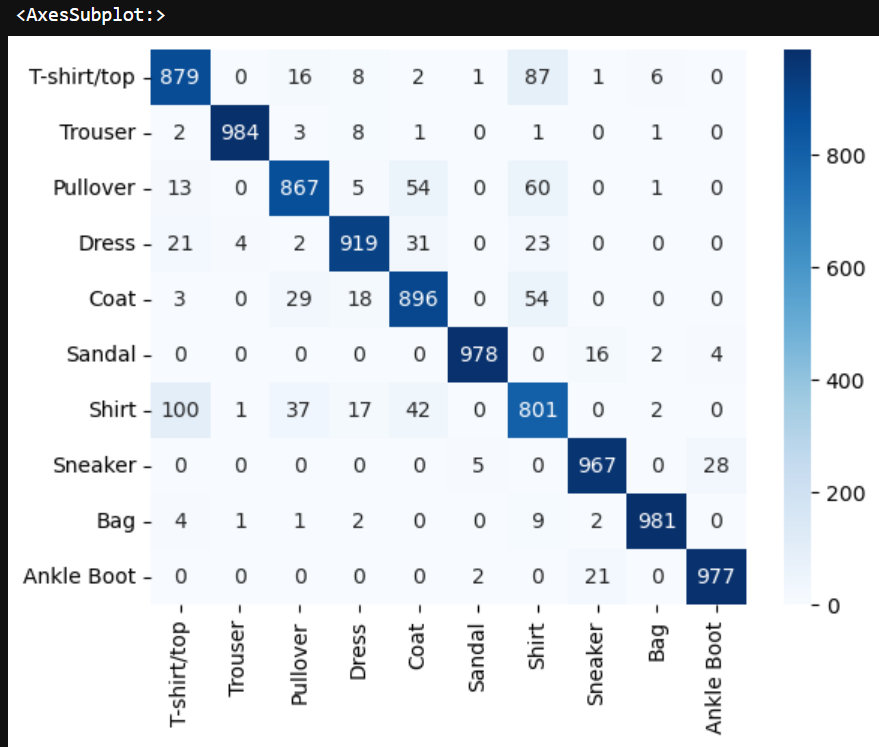 <AxesSubplot:>
T-shirt/top 879 0 16 8 2 1 87 1 6 0
Trouser 2 984 3 8 1 0 1 0 1 0
Pullover 13 0 867 5 54 0 60 0 1 0
Dress 21 4 2 919 31 0 23 0 0 0
Coat 3 0 29 18 896 0 54 0 0 0
Sandal 0 0 0 0 0 978 0 16 2 4
Shirt 100 1 37 17 42 0 801 0 2 0
Sneaker 0 0 0 0 0 5 0 967 0 28
Bag 4 1 1 2 0 0 9 2 981 0
Ankle Boot 0 0 0 0 0 2 0 21 0 977
T-shirt/top
Trouser
Pullover
Dress
Coat
Sandal
Shirt
Sneaker
Bag
Ankle Boot
800
600
400
200
0